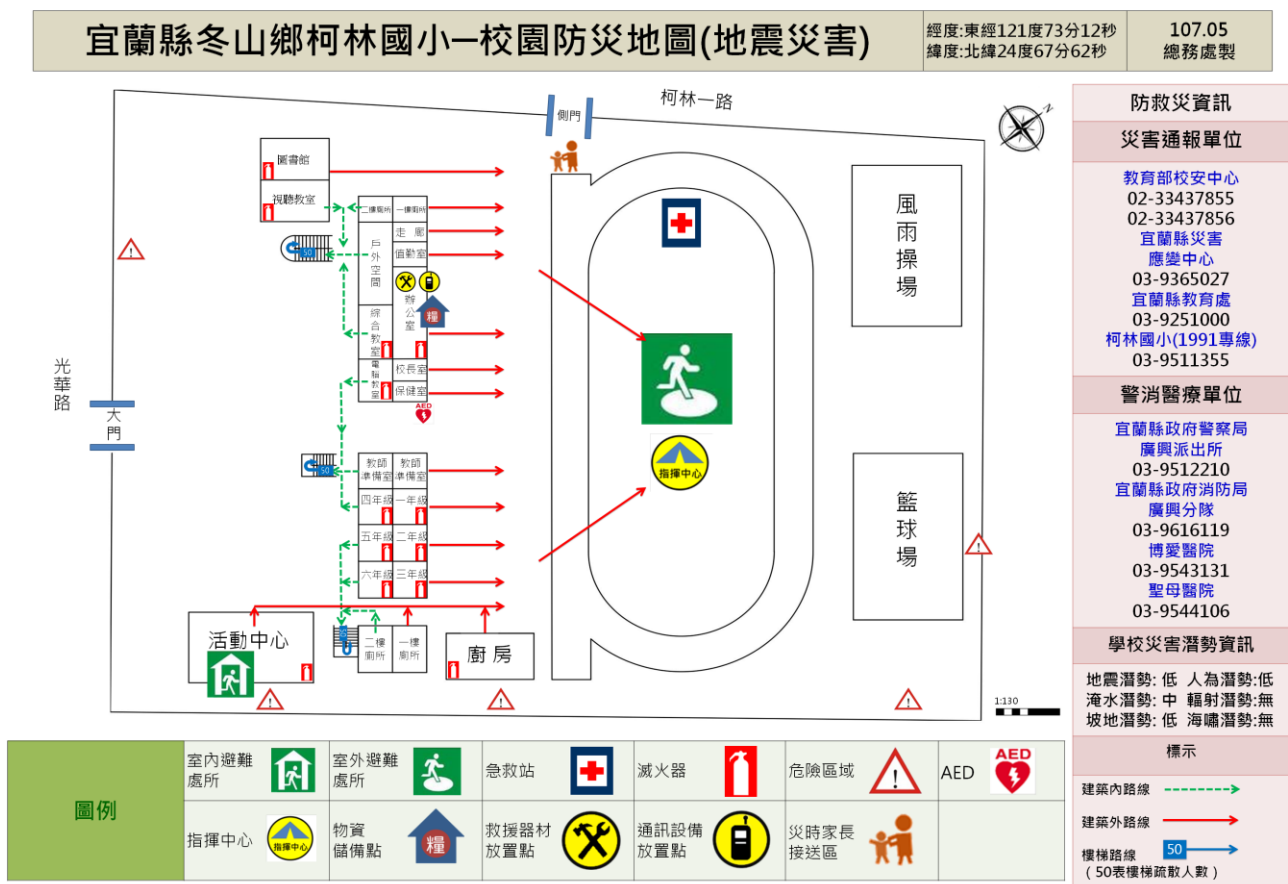 宜蘭縣冬山鄉柯林國小—校園防災地圖(地震災害)
經度:東經121度73分12秒
緯度:北緯24度67分62秒
107.05
總務處製
柯林一路
側門
N
圖書館
視聽教室
二樓廁所
一樓廁所
走 廊
戶外空間
值勤室
50
辦公室
糧
綜合教室
電腦教室
校長室
保健室
AED
風雨操場
光華路
大門
指揮中心
教師
準備室
教師
準備室
50
四年級
一年級
五年級
二年級
六年級
三年級
籃球場
活動中心
50
二樓
廁所
一樓
廁所
廚房
1:130
防救災資訊
災害通報單位
教育部校安中心
02-33437855
02-33437856
宜蘭縣災害
應變中心
03-9365027
宜蘭縣教育處
03-9251000
柯林國小(1991專線)
03-9511355
警消醫療單位
宜蘭縣政府警察局
廣興派出所
03-9512210
宜蘭縣政府消防局
廣興分隊
03-9616119
博愛醫院
03-9543131
聖母醫院
03-9544106
學校災害潛勢資訊
地震潛勢: 低 人為潛勢:低
淹水潛勢: 中 輻射潛勢:無
坡地潛勢: 低 海嘯潛勢:無
標示
建築內路線
建築外路線
樓梯路線
50
(50表樓梯疏散人數)
圖例
室內避難
處所
室外避難
處所
急救站
滅火器
危險區域
AED
AED
指揮中心
指揮中心
物資
儲備點
糧
救援器材
放置點
通訊設備
放置點
災時家長
接送區